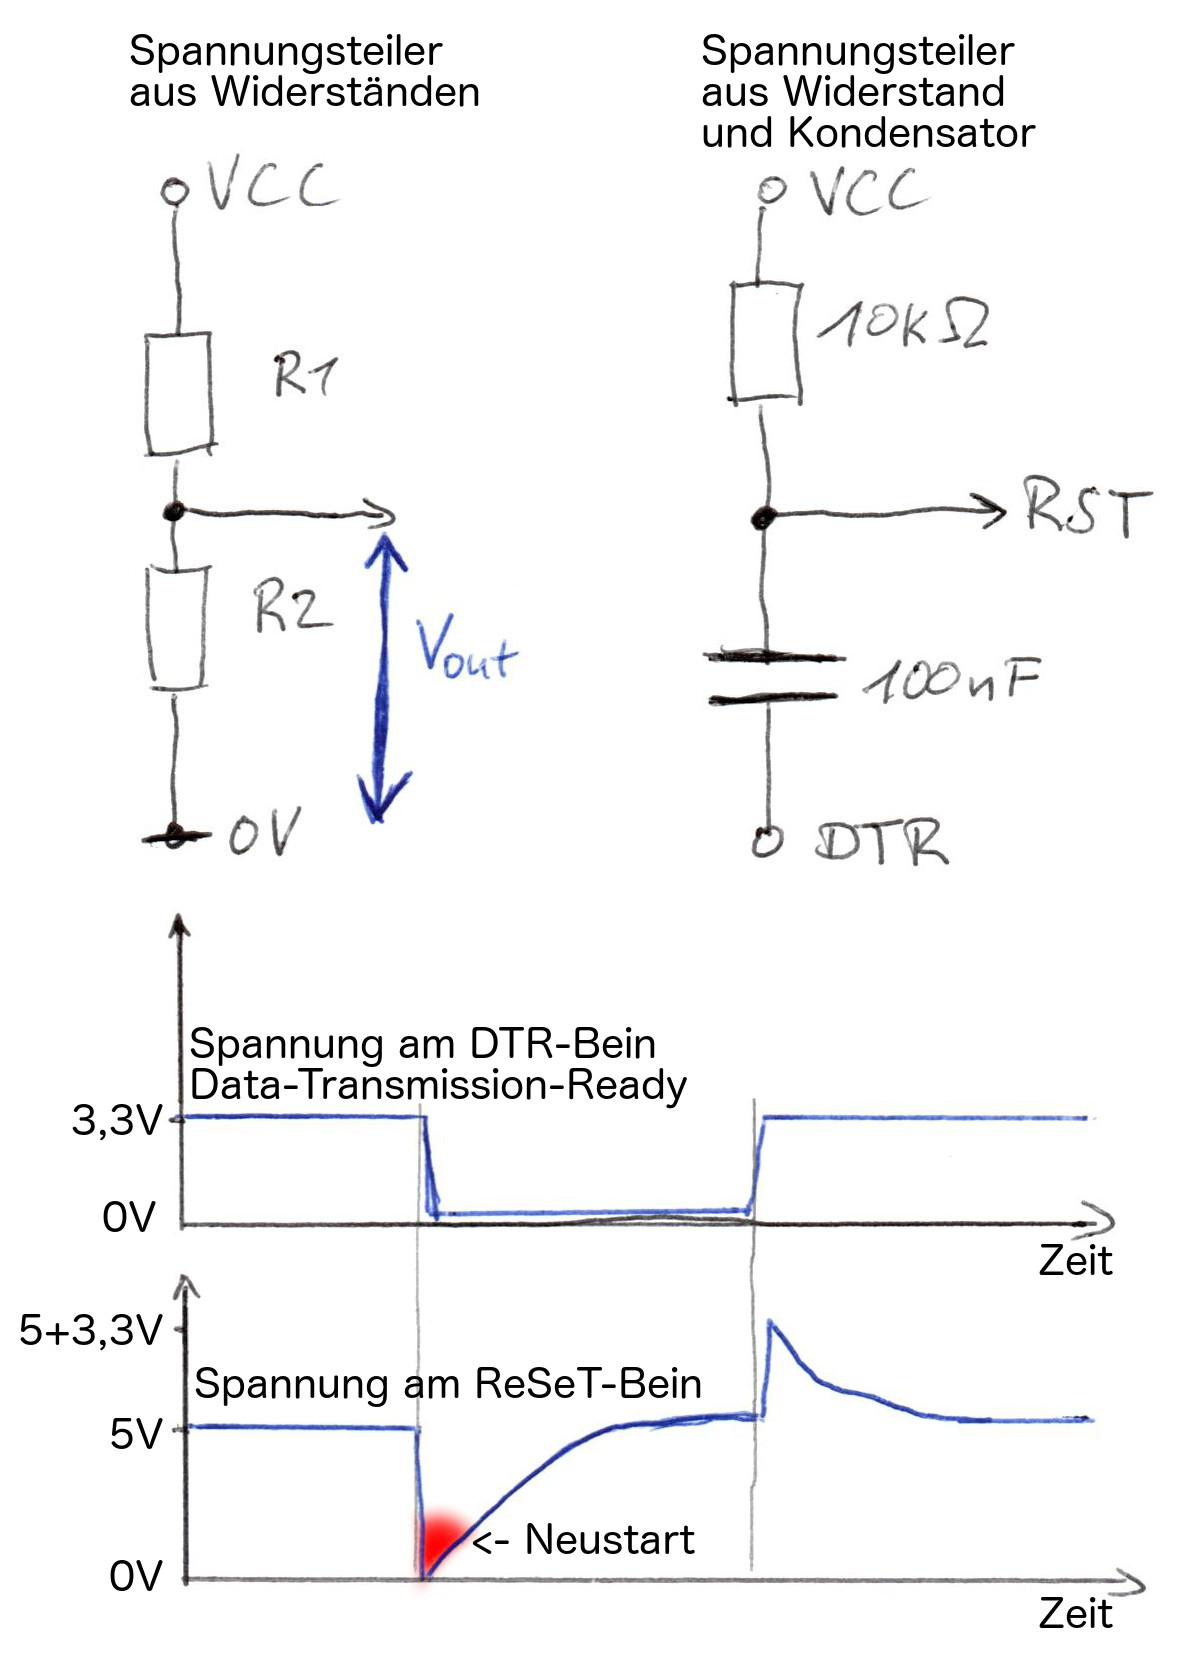 Spannungsteiler
aus Widerständen
Spannungsteiler
aus Widerstand
und Kondensator
VCC
R1
R2
Vout
0V
VCC
10kΩ
RST
100nF
DTR
Spannung am DTR-Bein
Data-Transmission-Ready
3,3V
0V
Zeit
5+3,3V
Spannung am ReSeT-Bein
5V
<- Neustart
0V
Zeit